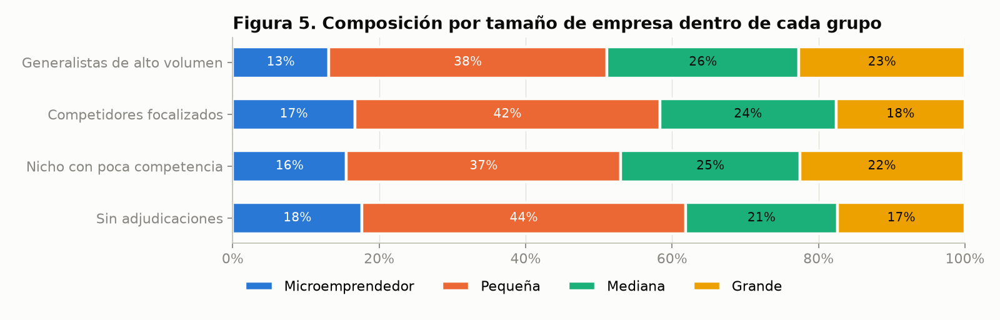 Figura 5. Composición por tamaño de empresa dentro de cada grupo
Generalistas de alto volumen 13% 38% 26% 23%
Competidores focalizados 17% 42% 24% 18%
Nicho con poca competencia 16% 37% 25% 22%
Sin adjudicaciones 18% 44% 21% 17%
0% 20% 40% 60% 80% 100%
Microemprendedor Pequeña Mediana Grande